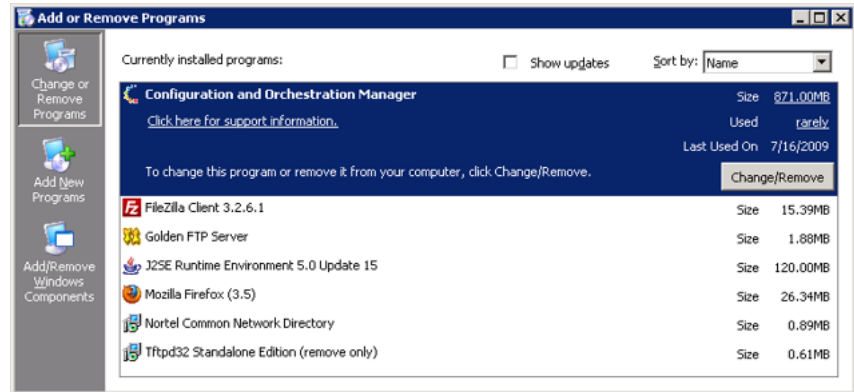 Add or Remove Programs
Change or
Remove
Programs
Add New
Programs
Add/Remove
Windows
Components
Currently installed programs:
Show updates
Sort by: Name
Configuration and Orchestration Manager Size 871.00MB
Click here for support information. Used rarely
Last Used On 7/16/2009
To change this program or remove it from your computer, click Change/Remove. Change/Remove
FileZilla Client 3.2.6.1 Size 15.39MB
Golden FTP Server Size 1.88MB
J2SE Runtime Environment 5.0 Update 15 Size 120.00MB
Mozilla Firefox (3.5) Size 26.34MB
Nortel Common Network Directory Size 0.89MB
Tftpd32 Standalone Edition (remove only) Size 0.61MB